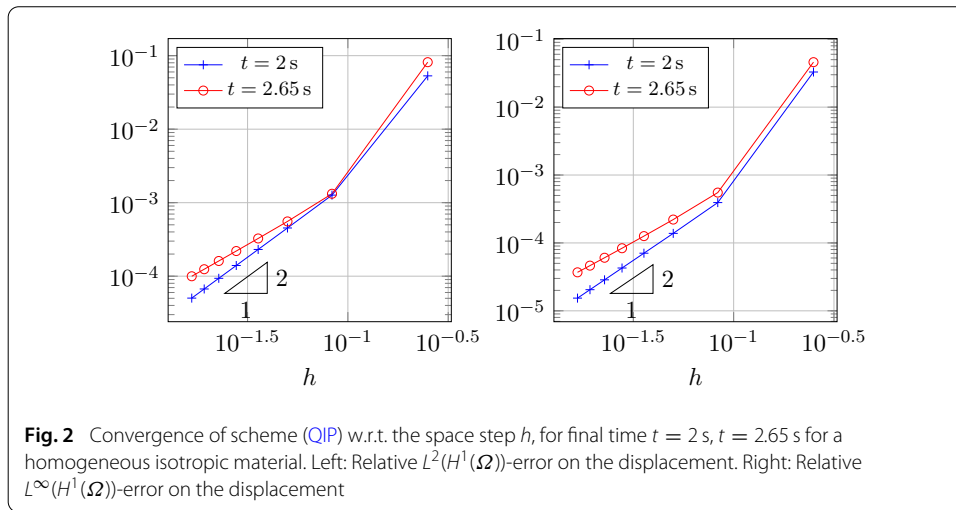 10⁻¹
10⁻²
10⁻³
10⁻⁴
t = 2 s
t = 2.65 s
2
1
10⁻¹·⁵ 10⁻¹ 10⁻⁰·⁵
h
10⁻¹
10⁻²
10⁻³
10⁻⁴
10⁻⁵
t = 2 s
t = 2.65 s
2
1
10⁻¹·⁵ 10⁻¹ 10⁻⁰·⁵
h
Fig. 2 Convergence of scheme (QIP) w.r.t. the space step h, for final time t = 2 s, t = 2.65 s for a
homogeneous isotropic material. Left: Relative L²(H¹(Ω))-error on the displacement. Right: Relative
L^∞(H¹(Ω))-error on the displacement